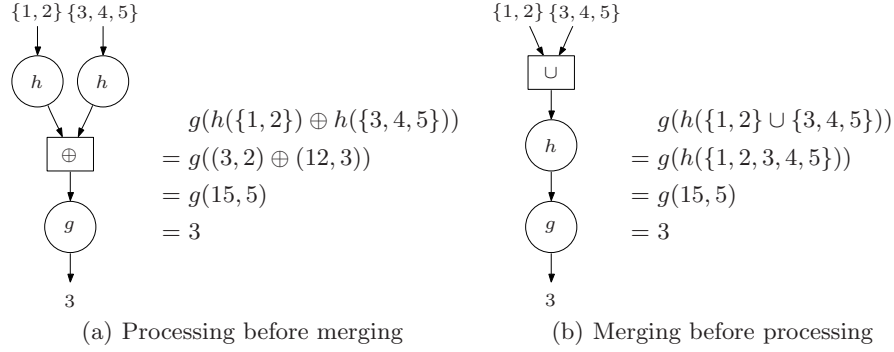 {1, 2} {3, 4, 5}
h h
⊕
g
3
g(h({1, 2}) ⊕ h({3, 4, 5}))
= g((3, 2) ⊕ (12, 3))
= g(15, 5)
= 3
(a) Processing before merging
{1, 2} {3, 4, 5}
∪
h
g
3
g(h({1, 2} ∪ {3, 4, 5}))
= g(h({1, 2, 3, 4, 5}))
= g(15, 5)
= 3
(b) Merging before processing